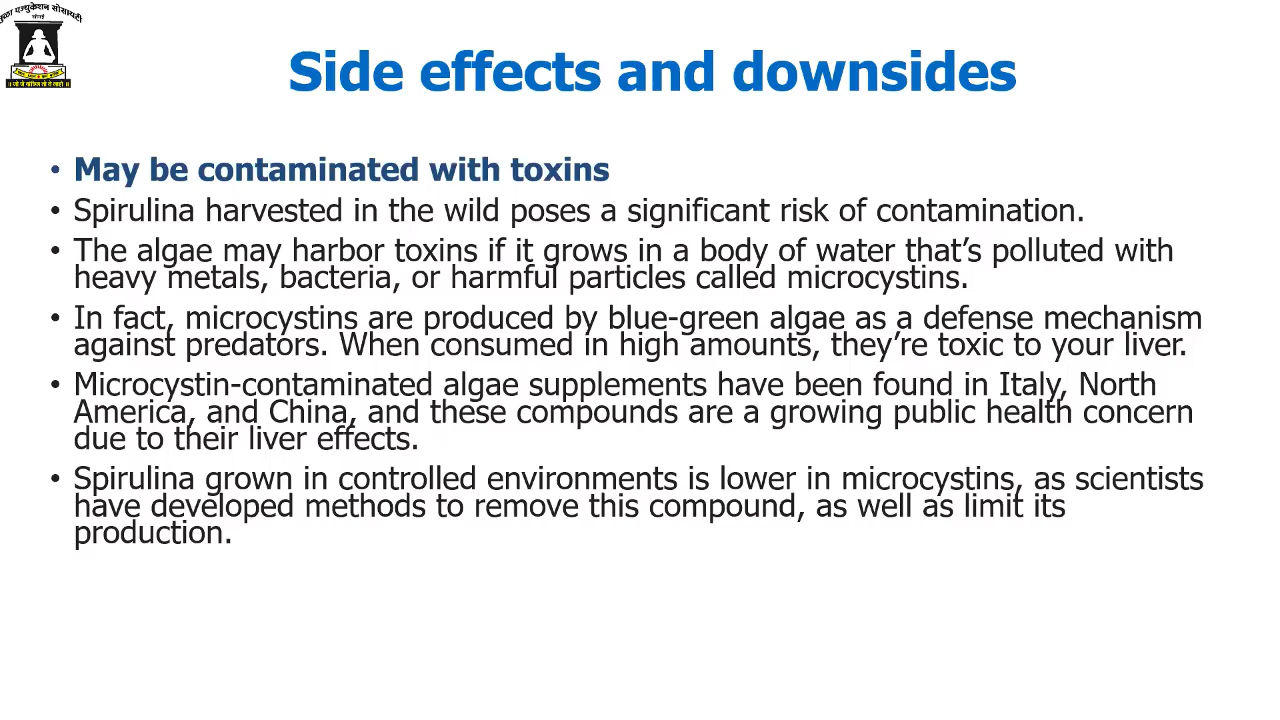 Side effects and downsides
• May be contaminated with toxins
• Spirulina harvested in the wild poses a significant risk of contamination.
• The algae may harbor toxins if it grows in a body of water that’s polluted with
heavy metals, bacteria, or harmful particles called microcystins.
• In fact, microcystins are produced by blue-green algae as a defense mechanism
against predators. When consumed in high amounts, they’re toxic to your liver.
• Microcystin-contaminated algae supplements have been found in Italy, North
America, and China, and these compounds are a growing public health concern
due to their liver effects.
• Spirulina grown in controlled environments is lower in microcystins, as scientists
have developed methods to remove this compound, as well as limit its
production.